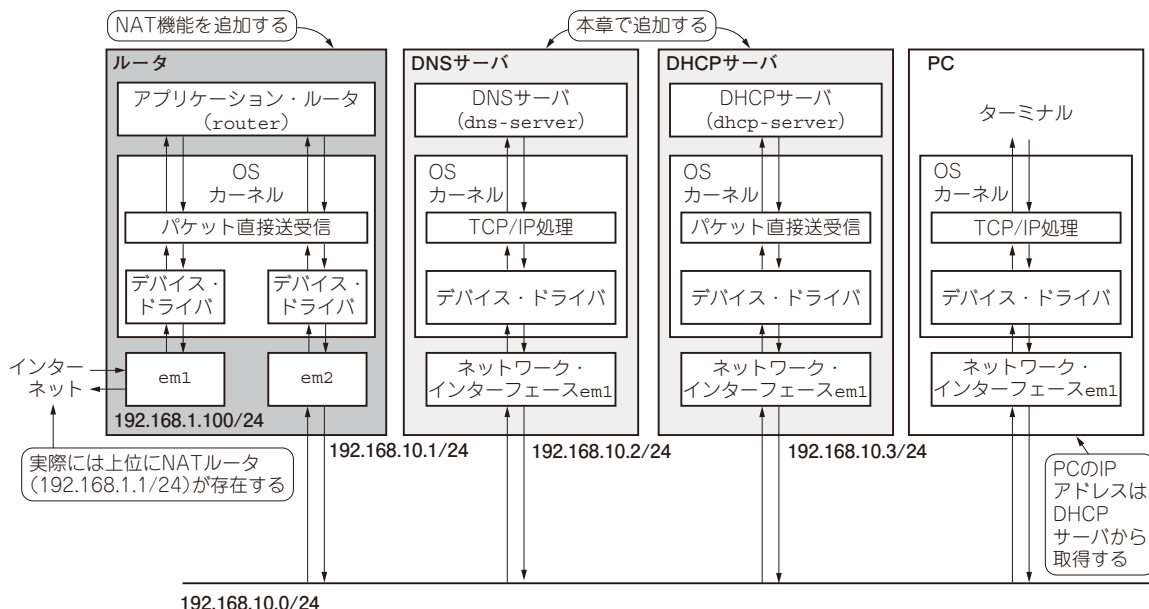 NAT機能を追加する
本章で追加する
ルータ
アプリケーション・ルータ
(router)
OS
カーネル
パケット直接送受信
デバイス・
ドライバ
デバイス・
ドライバ
em1
em2
インター
ネット
192.168.1.100/24
実際には上位にNATルータ
(192.168.1.1/24)が存在する
192.168.10.1/24
DNSサーバ
DNSサーバ
(dns-server)
OS
カーネル
TCP/IP処理
デバイス・ドライバ
ネットワーク・
インターフェースem1
192.168.10.2/24
DHCPサーバ
DHCPサーバ
(dhcp-server)
OS
カーネル
パケット直接送受信
デバイス・ドライバ
ネットワーク・
インターフェースem1
192.168.10.3/24
PC
ターミナル
OS
カーネル
TCP/IP処理
デバイス・ドライバ
ネットワーク・
インターフェースem1
PCのIP
アドレスは
DHCP
サーバから
取得する
192.168.10.0/24